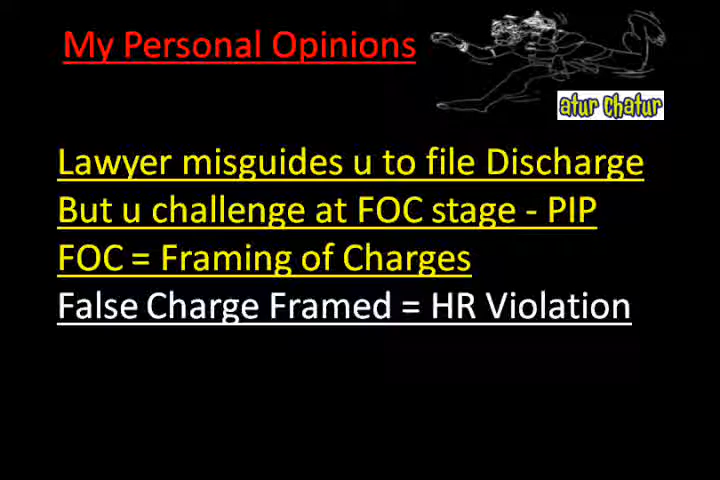 My Personal Opinions
atur chatur
Lawyer misguides u to file Discharge
But u challenge at FOC stage - PIP
FOC = Framing of Charges
False Charge Framed = HR Violation